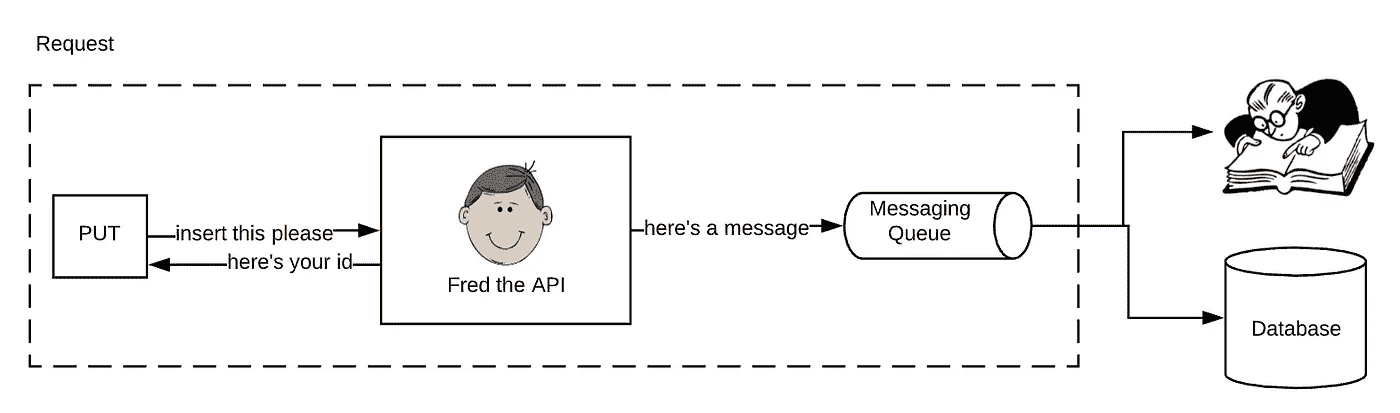 Request
PUT
insert this please
here's your id
Fred the API
here's a message
Messaging
Queue
Database